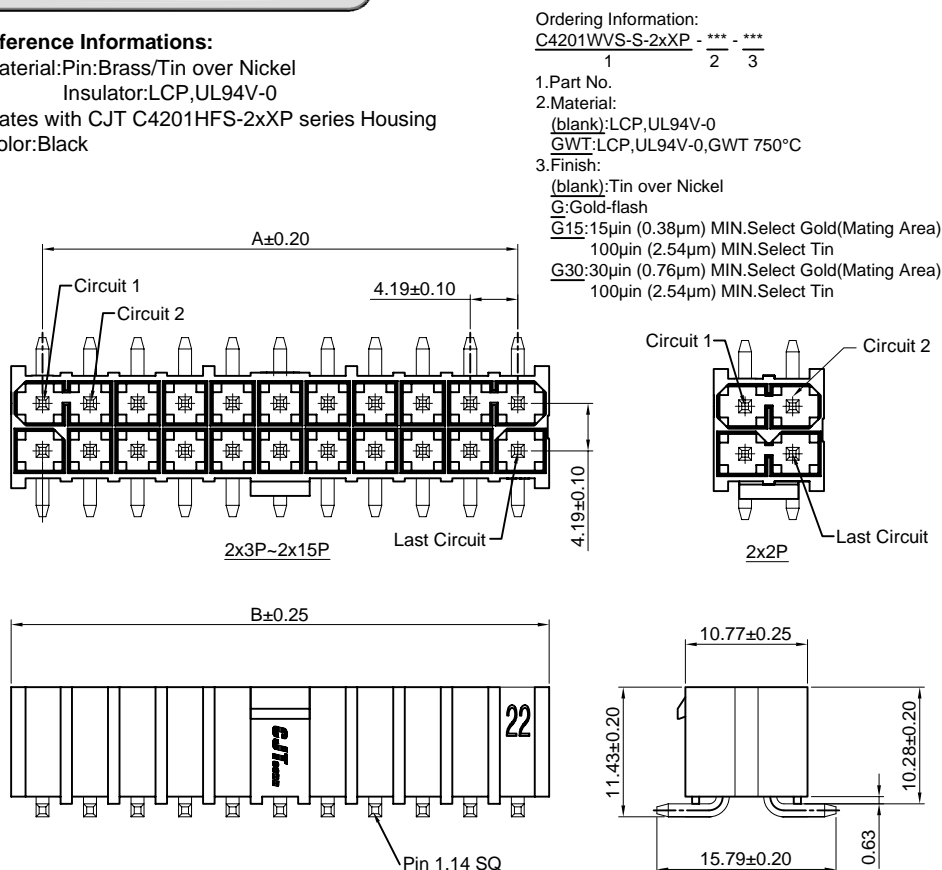 ference Informations:
aterial:Pin:Brass/Tin over Nickel
Insulator:LCP,UL94V-0
ates with CJT C4201HFS-2xXP series Housing
olor:Black
Ordering Information:
C4201WVS-S-2xXP - *** - ***
1 2 3
1.Part No.
2.Material:
(blank):LCP,UL94V-0
GWT:LCP,UL94V-0,GWT 750°C
3.Finish:
(blank):Tin over Nickel
G:Gold-flash
G15:15μin (0.38μm) MIN.Select Gold(Mating Area)
100μin (2.54μm) MIN.Select Tin
G30:30μin (0.76μm) MIN.Select Gold(Mating Area)
100μin (2.54μm) MIN.Select Tin
A±0.20
Circuit 1
Circuit 2
4.19±0.10
4.19±0.10
Last Circuit
2x3P~2x15P
Circuit 1
Circuit 2
Last Circuit
2x2P
B±0.25
22
CJT
Pin 1.14 SQ
10.77±0.25
11.43±0.20
10.28±0.20
0.63
15.79±0.20